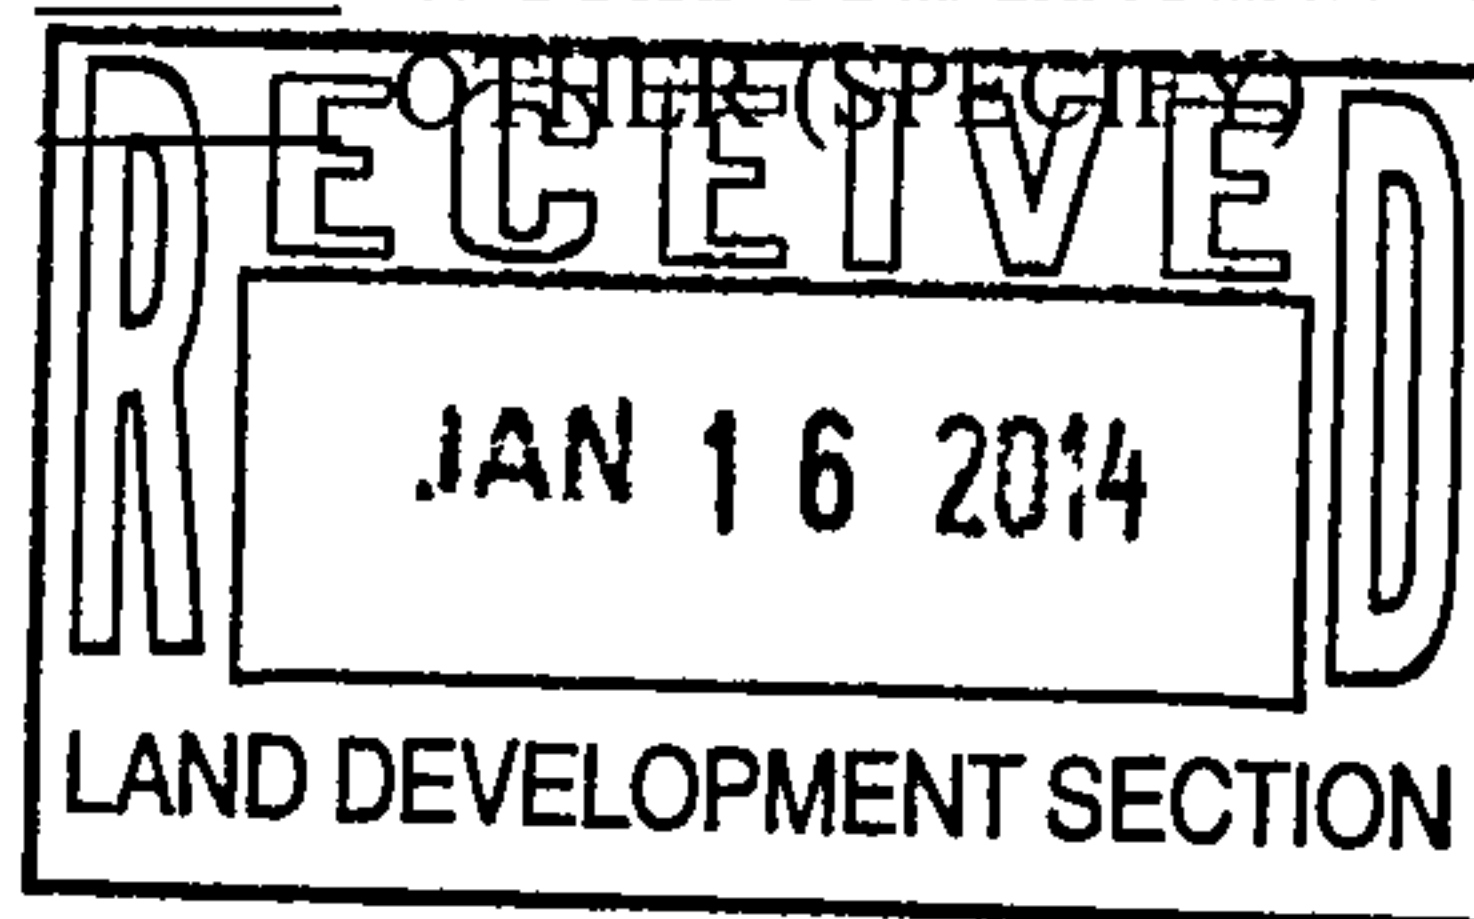 OTHER (SPECIFY)
RECEIVED
JAN 16 2014
LAND DEVELOPMENT SECTION